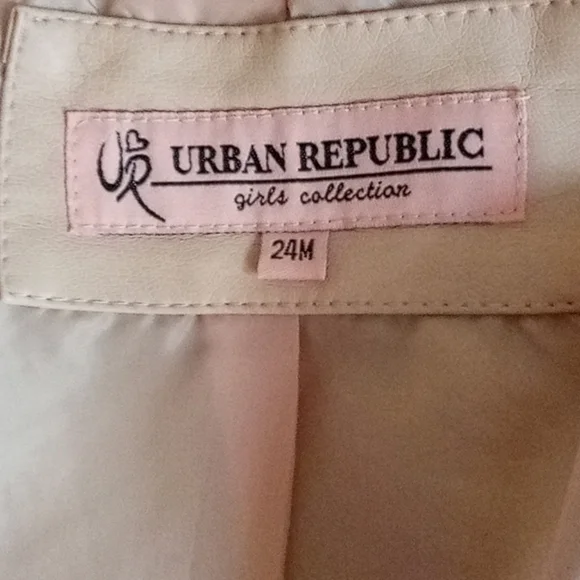 UR URBAN REPUBLIC
girls collection
24M